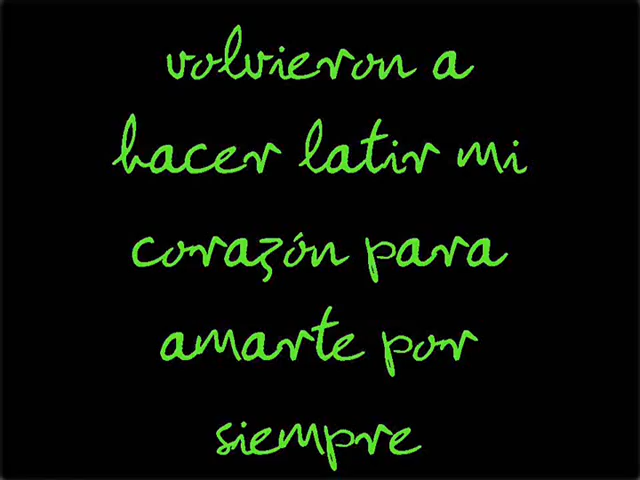 volvieron a
hacer latir mi
corazón para
amarte por
siempre